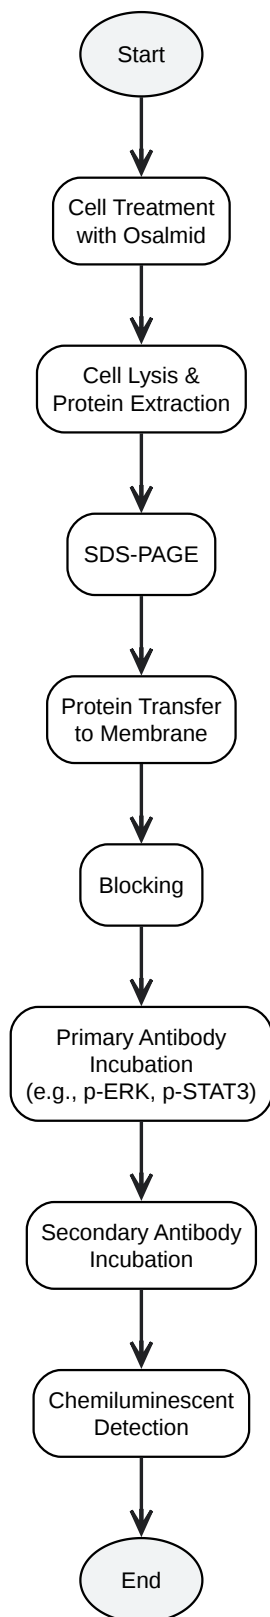 Start
Cell Treatment
with Osalmid
Cell Lysis &
Protein Extraction
SDS-PAGE
Protein Transfer
to Membrane
Blocking
Primary Antibody
Incubation
(e.g., p-ERK, p-STAT3)
Secondary Antibody
Incubation
Chemiluminescent
Detection
End